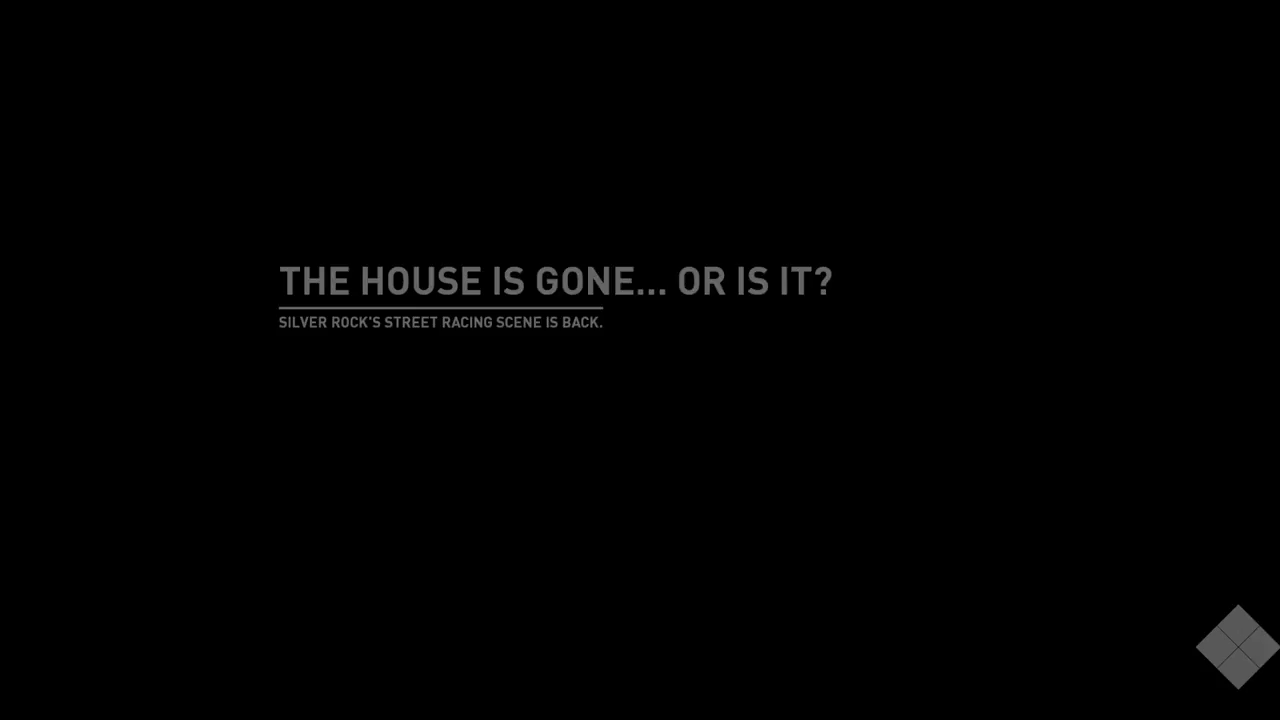 THE HOUSE IS GONE... OR IS IT?
SILVER ROCK'S STREET RACING SCENE IS BACK.